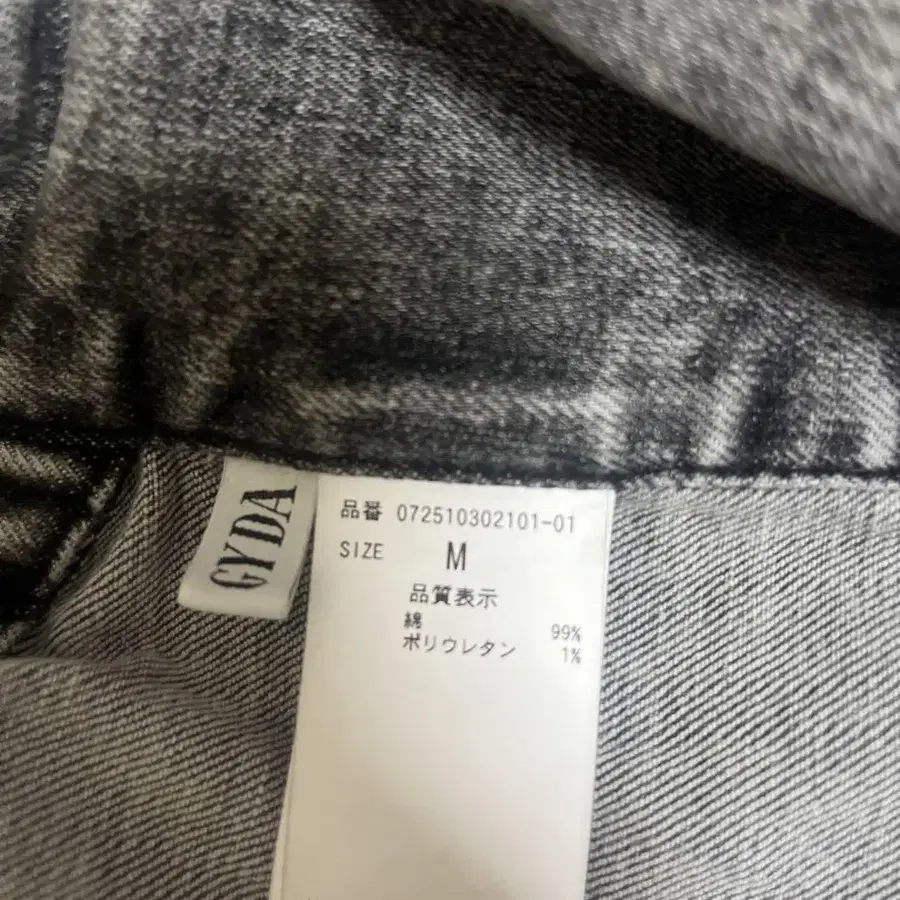 GYDA
品番 072510302101-01
SIZE M
品質表示
綿 99%
ポリウレタン 1%